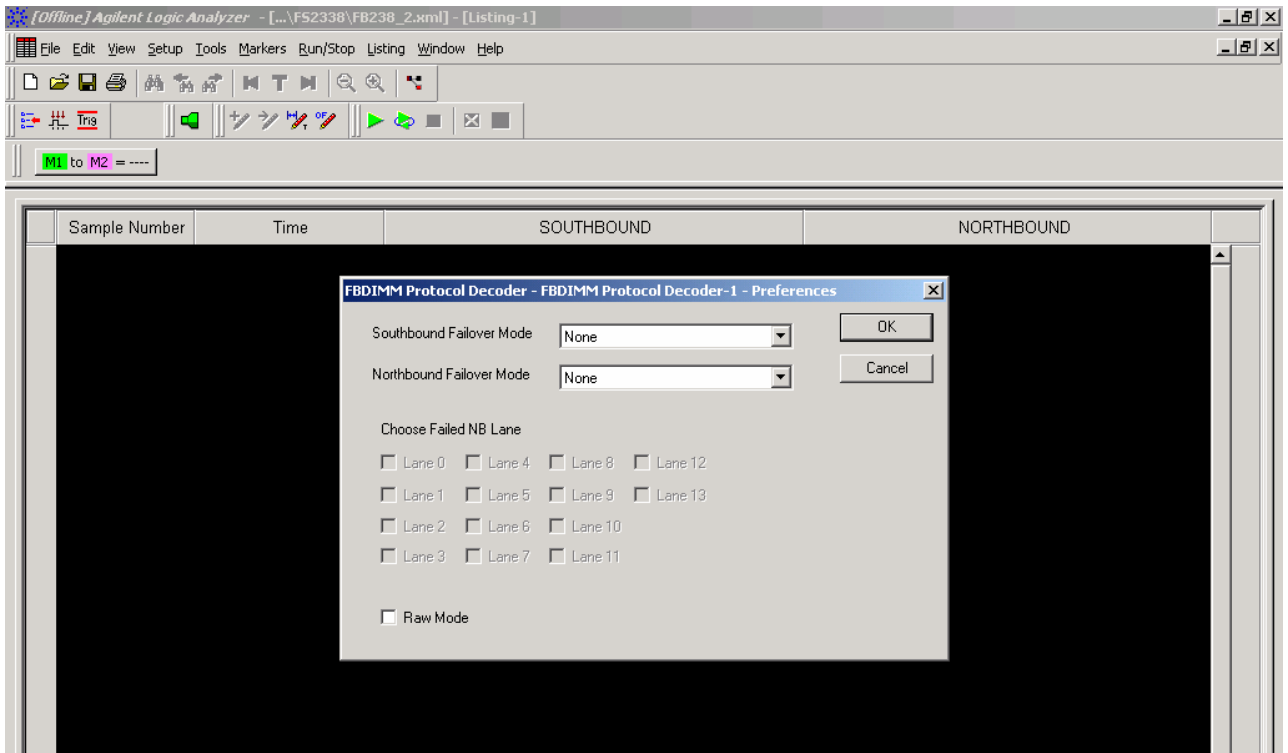 [Offline] Agilent Logic Analyzer - [...\FS2338\FB238_2.xml] - [Listing-1]
File Edit View Setup Tools Markers Run/Stop Listing Window Help
T
Trig
M1 to M2 = ----
Sample Number Time SOUTHBOUND NORTHBOUND
FBDIMM Protocol Decoder - FBDIMM Protocol Decoder-1 - Preferences
Southbound Failover Mode None OK
Northbound Failover Mode None Cancel
Choose Failed NB Lane
Lane 0 Lane 4 Lane 8 Lane 12
Lane 1 Lane 5 Lane 9 Lane 13
Lane 2 Lane 6 Lane 10
Lane 3 Lane 7 Lane 11
Raw Mode